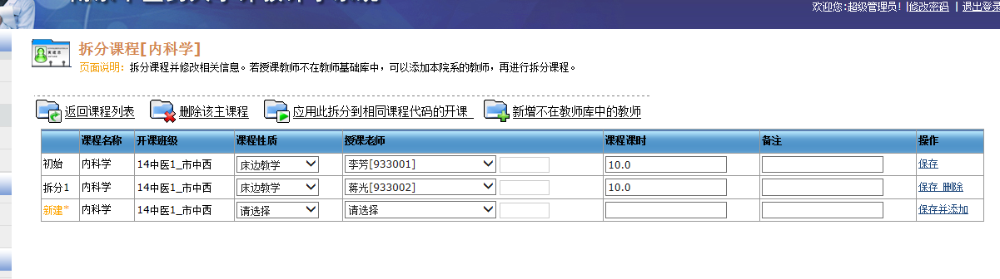 欢迎您:超级管理员! |修改密码 | 退出登录
拆分课程[内科学]
页面说明: 拆分课程并修改相关信息。若授课教师不在教师基础库中，可以添加本院系的教师，再进行拆分课程。
返回课程列表 删除该主课程 应用此拆分到相同课程代码的开课 新增不在教师库中的教师
课程名称 开课班级 课程性质 授课老师 课程课时 备注 操作
初始 内科学 14中医1_市中西 床边教学 李芳[933001] 10.0 保存
拆分1 内科学 14中医1_市中西 床边教学 蒋光[933002] 10.0 保存 删除
新建* 内科学 14中医1_市中西 请选择 请选择 保存并添加